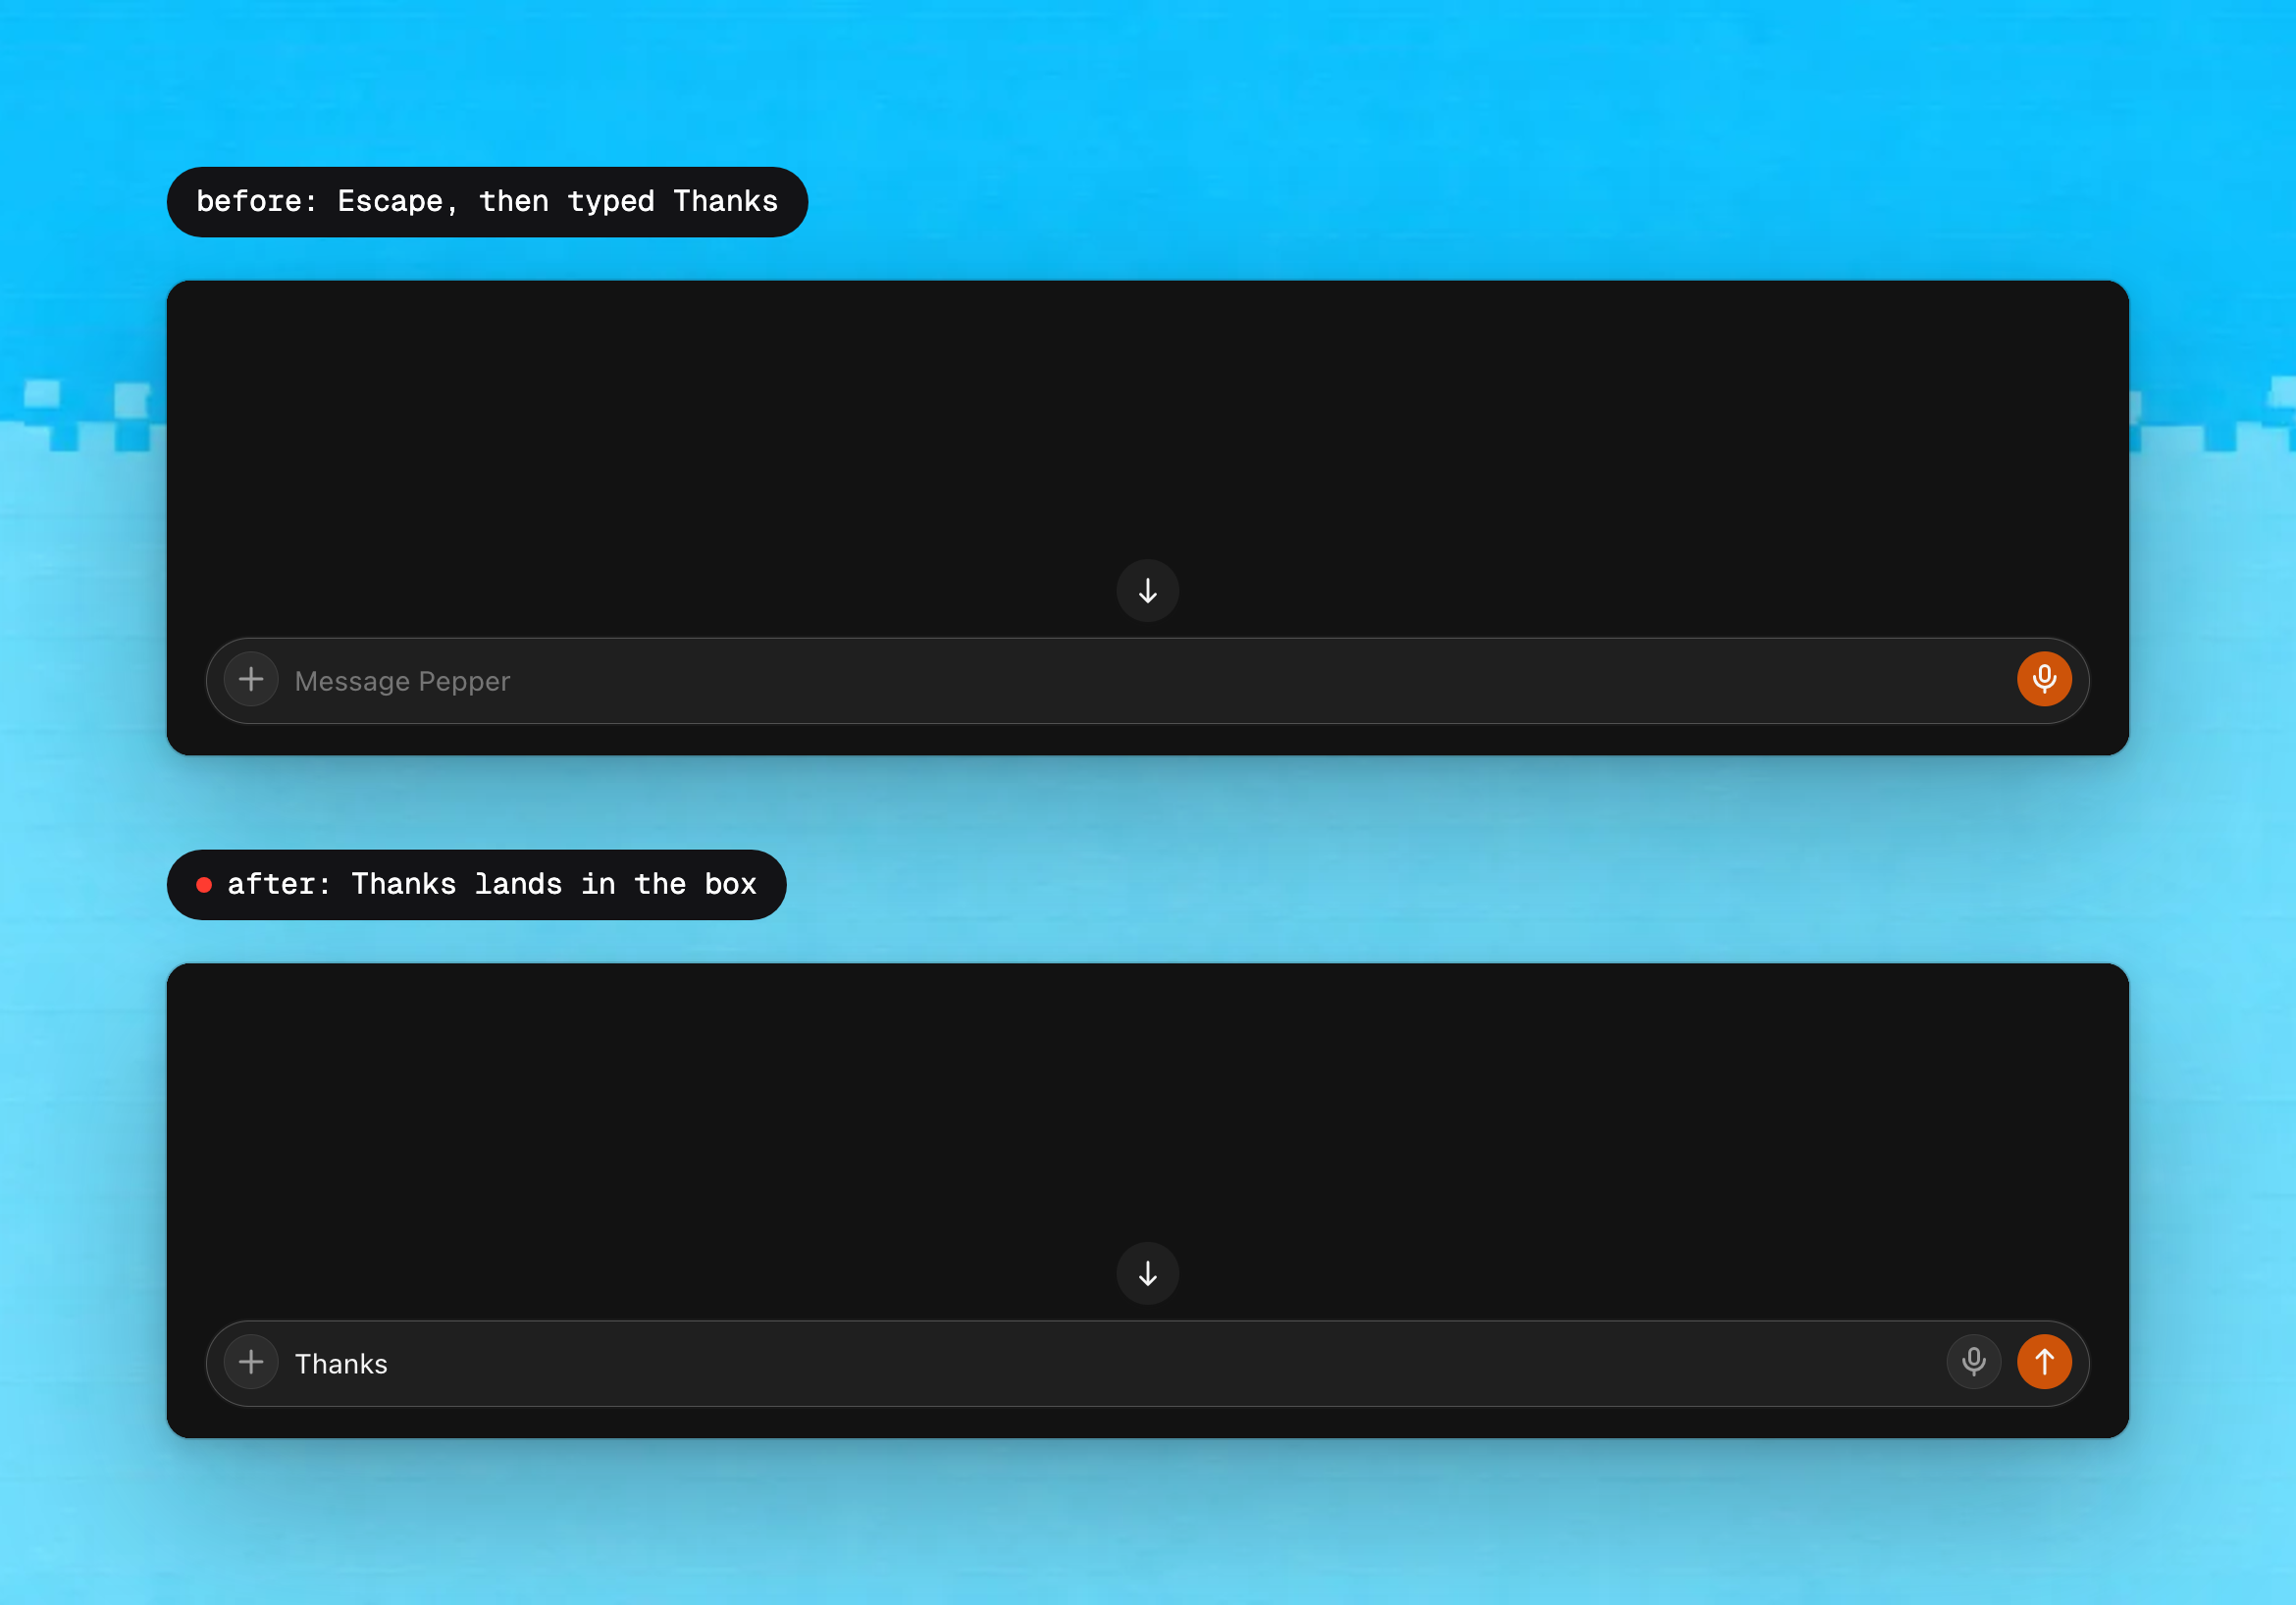 before: Escape, then typed Thanks
Message Pepper
after: Thanks lands in the box
Thanks